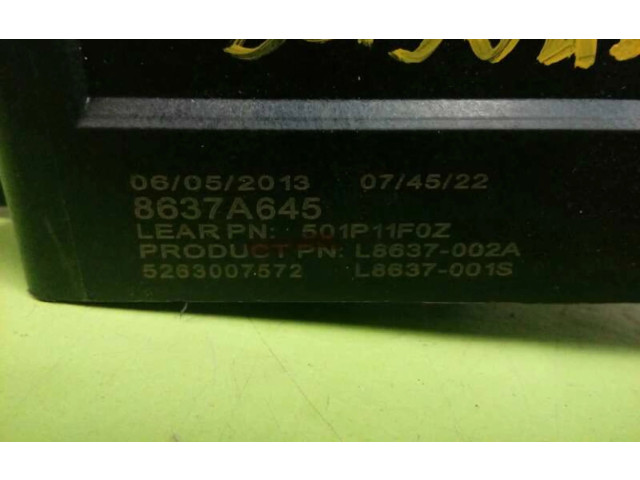 06/05/2013 07/45/22
8637A645
LEAR PN: 501P11F0Z
PRODUCT PN: L8637-002A
5263007572 L8637-001S